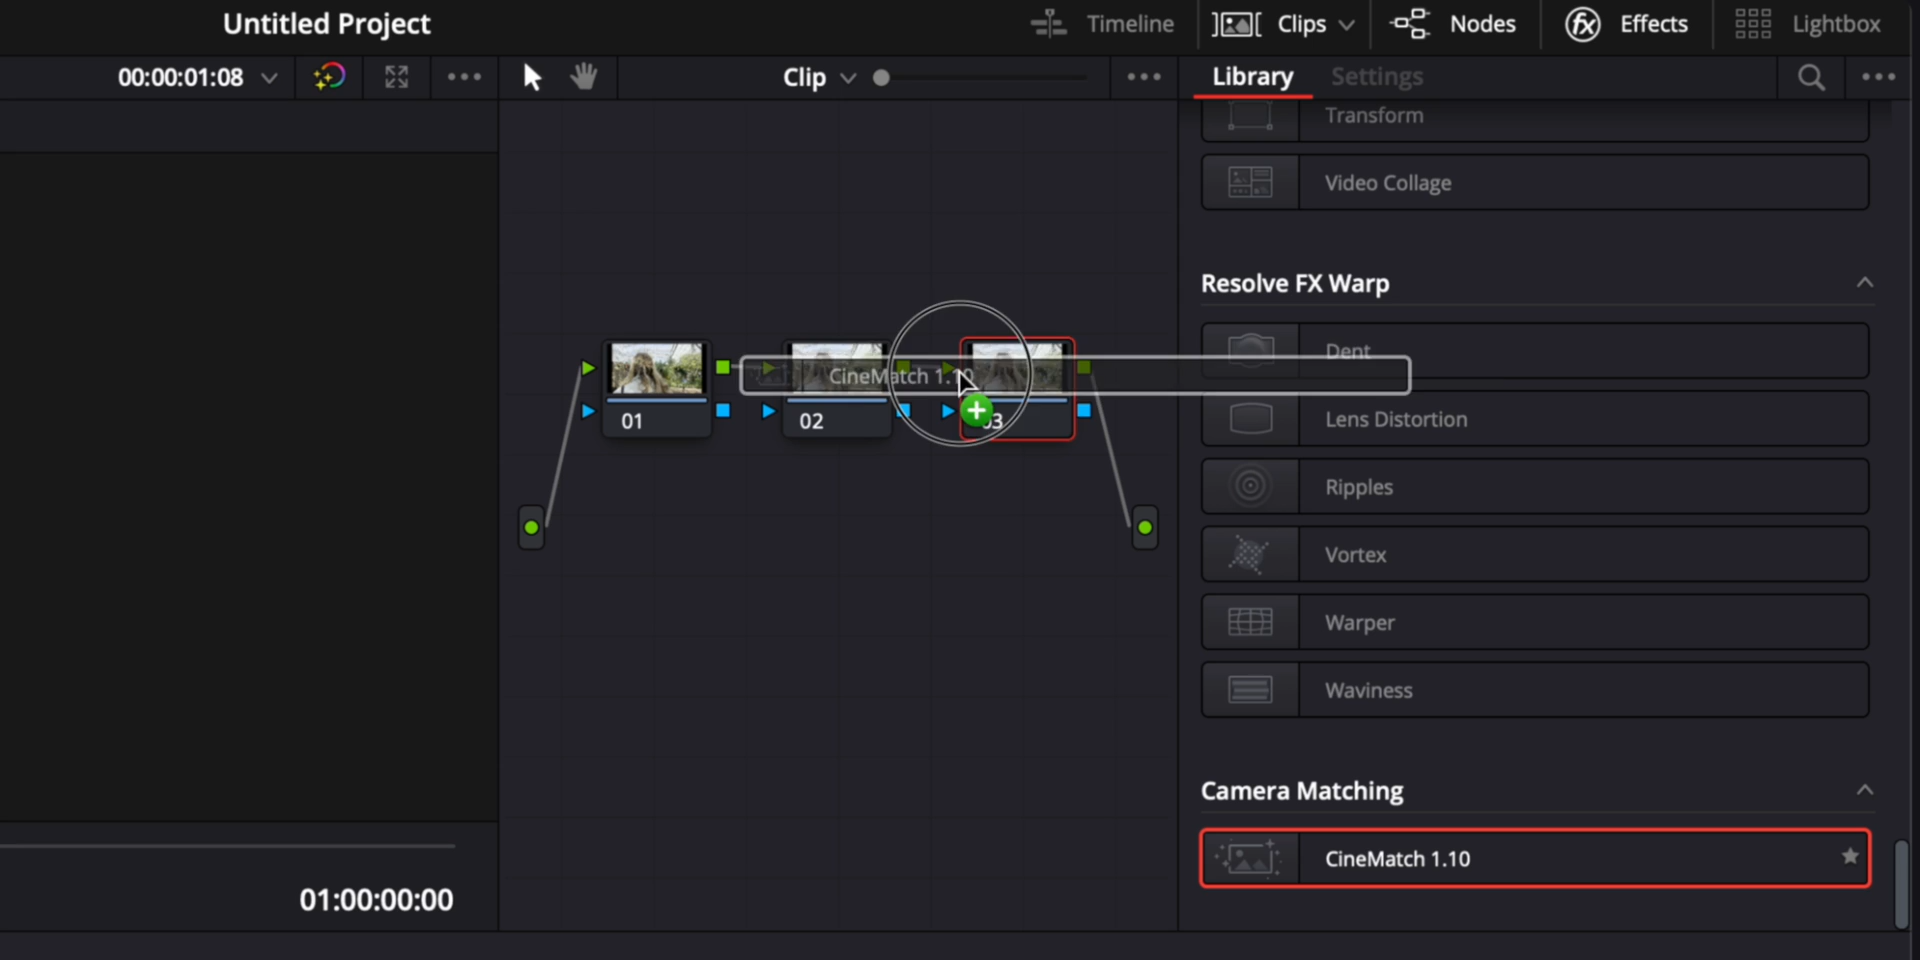 Untitled Project
Timeline
Clips
Nodes
Effects
Lightbox
00:00:01:08
Clip
Library
Settings
Transform
Video Collage
Resolve FX Warp
Dent
Lens Distortion
Ripples
Vortex
Warper
Waviness
Camera Matching
CineMatch 1.10
CineMatch 1.10
01
02
03
01:00:00:00